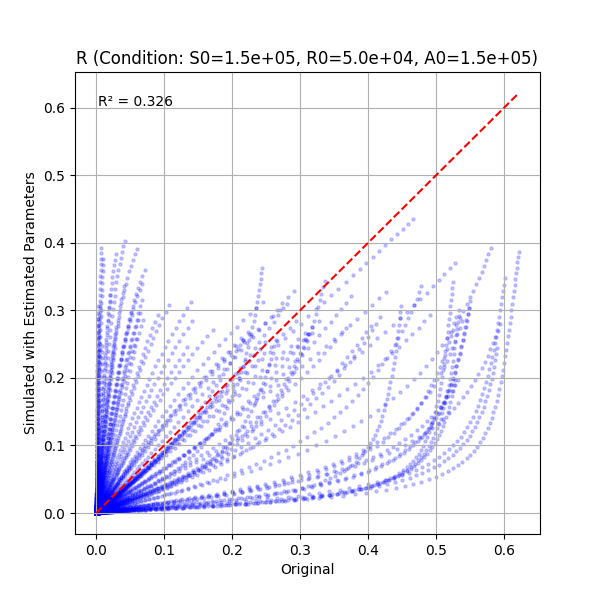 R (Condition: S0=1.5e+05, R0=5.0e+04, A0=1.5e+05)
R² = 0.326
0.6
0.5
0.4
0.3
0.2
0.1
0.0
Simulated with Estimated Parameters
0.0 0.1 0.2 0.3 0.4 0.5 0.6
Original